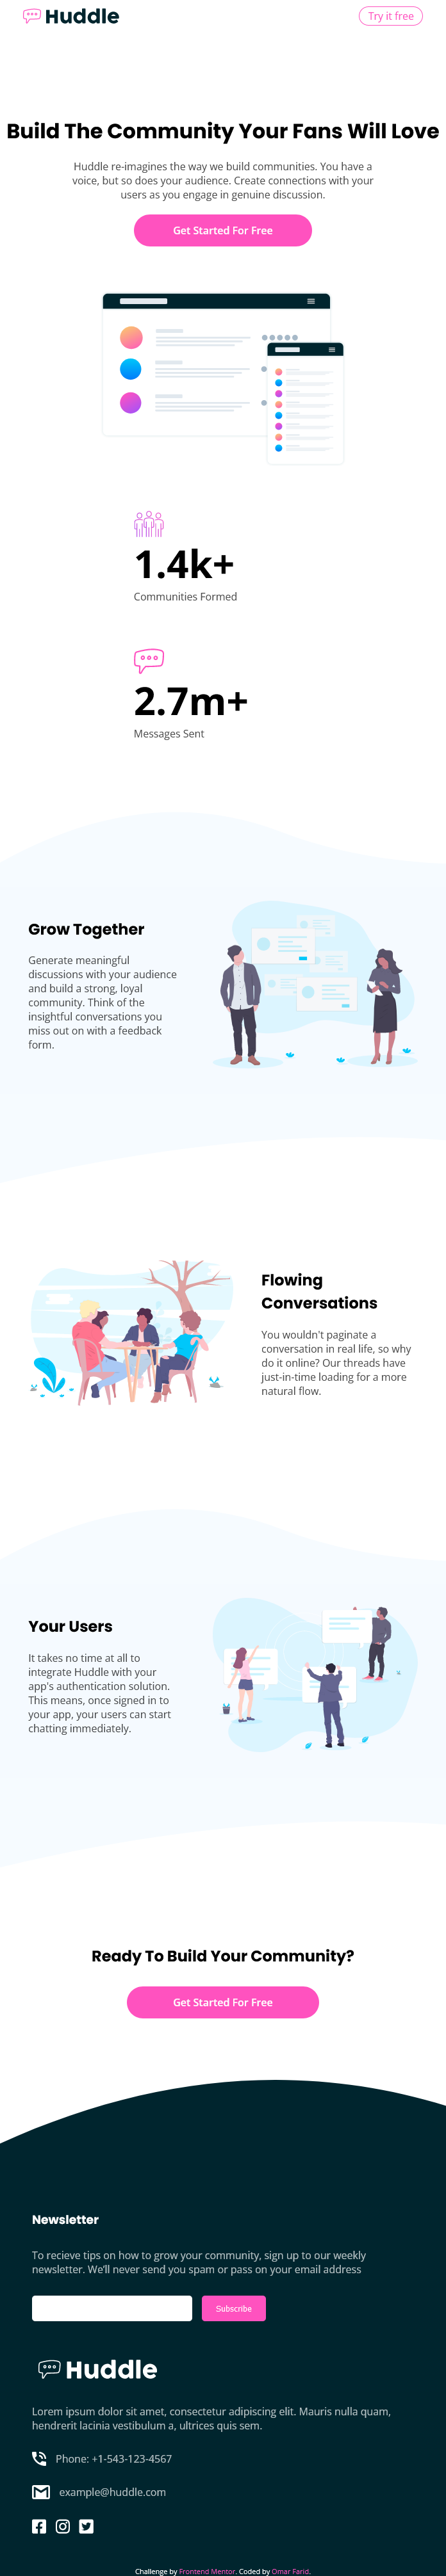 Huddle
Try it free
Build The Community Your Fans Will Love
Huddle re-imagines the way we build communities. You have a
voice, but so does your audience. Create connections with your
users as you engage in genuine discussion.
Get Started For Free
1.4k+
Communities Formed
2.7m+
Messages Sent
Grow Together
Generate meaningful
discussions with your audience
and build a strong, loyal
community. Think of the
insightful conversations you
miss out on with a feedback
form.
Flowing
Conversations
You wouldn't paginate a
conversation in real life, so why
do it online? Our threads have
just-in-time loading for a more
natural flow.
Your Users
It takes no time at all to
integrate Huddle with your
app's authentication solution.
This means, once signed in to
your app, your users can start
chatting immediately.
Ready To Build Your Community?
Get Started For Free
Newsletter
To recieve tips on how to grow your community, sign up to our weekly
newsletter. We'll never send you spam or pass on your email address
Subscribe
Huddle
Lorem ipsum dolor sit amet, consectetur adipiscing elit. Mauris nulla quam,
hendrerit lacinia vestibulum a, ultrices quis sem.
Phone: +1-543-123-4567
example@huddle.com
Challenge by Frontend Mentor. Coded by Omar Farid.